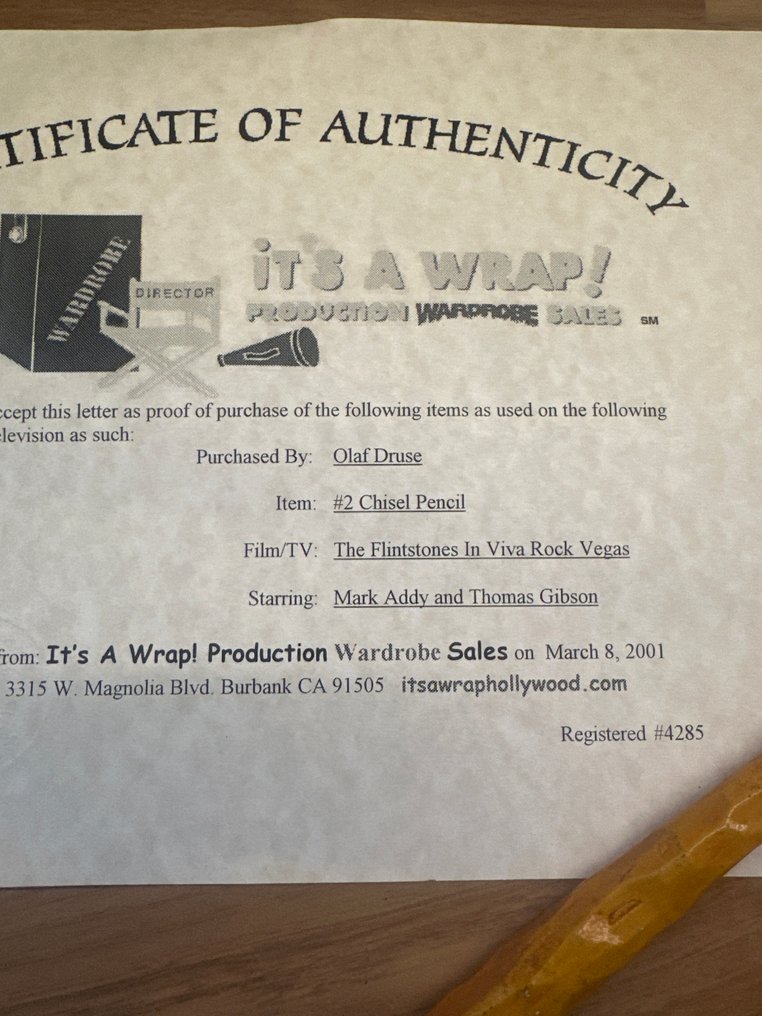 TIFICATE OF AUTHENTICITY
WARDROBE
DIRECTOR
iT'S A WRAP!
PRODUCTION WARDROBE SALES SM
ccept this letter as proof of purchase of the following items as used on the following
levision as such:
Purchased By: Olaf Druse
Item: #2 Chisel Pencil
Film/TV: The Flintstones In Viva Rock Vegas
Starring: Mark Addy and Thomas Gibson
from: It's A Wrap! Production Wardrobe Sales on March 8, 2001
3315 W. Magnolia Blvd. Burbank CA 91505 itsawraphollywood.com
Registered #4285